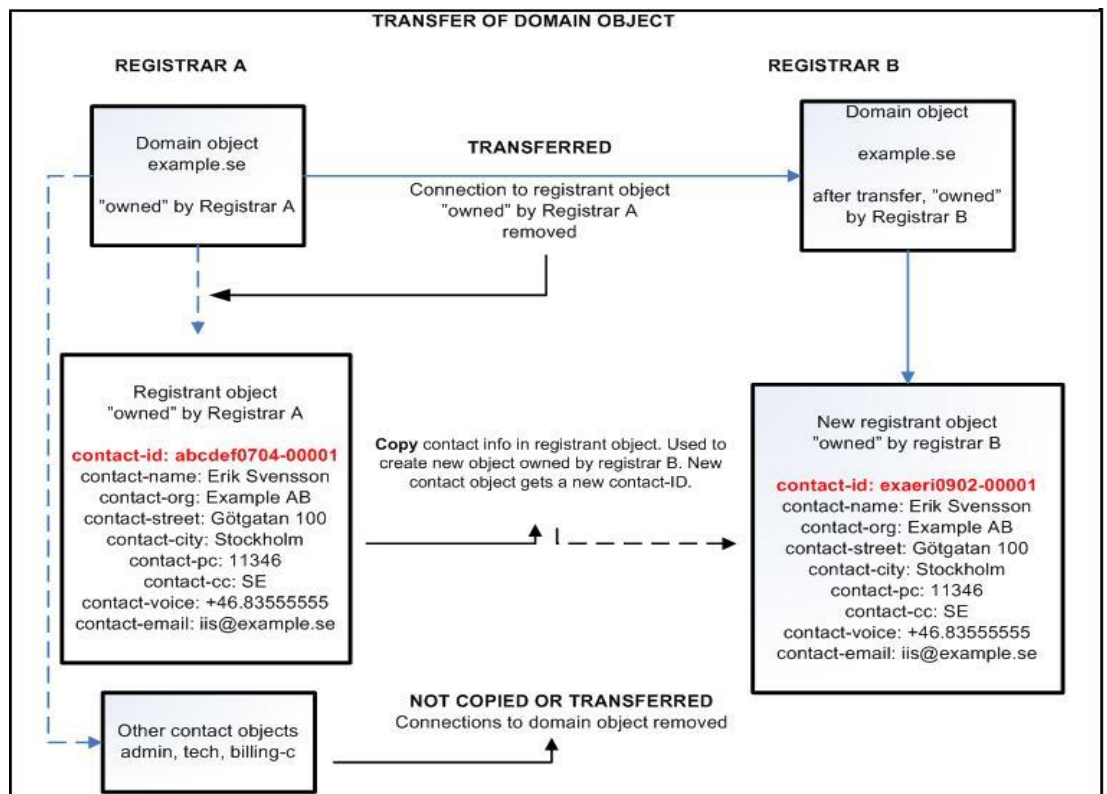 TRANSFER OF DOMAIN OBJECT
REGISTRAR A
REGISTRAR B
Domain object
example.se
"owned" by Registrar A
TRANSFERRED
Connection to registrant object
"owned" by Registrar A
removed
Domain object
example.se
after transfer, "owned"
by Registrar B
Registrant object
"owned" by Registrar A
contact-id: abcdef0704-00001
contact-name: Erik Svensson
contact-org: Example AB
contact-street: Götgatan 100
contact-city: Stockholm
contact-pc: 11346
contact-cc: SE
contact-voice: +46.83555555
contact-email: iis@example.se
Copy contact info in registrant object. Used to
create new object owned by registrar B. New
contact object gets a new contact-ID.
New registrant object
"owned" by registrar B
contact-id: exaeri0902-00001
contact-name: Erik Svensson
contact-org: Example AB
contact-street: Götgatan 100
contact-city: Stockholm
contact-pc: 11346
contact-cc: SE
contact-voice: +46.83555555
contact-email: iis@example.se
Other contact objects
admin, tech, billing-c
NOT COPIED OR TRANSFERRED
Connections to domain object removed